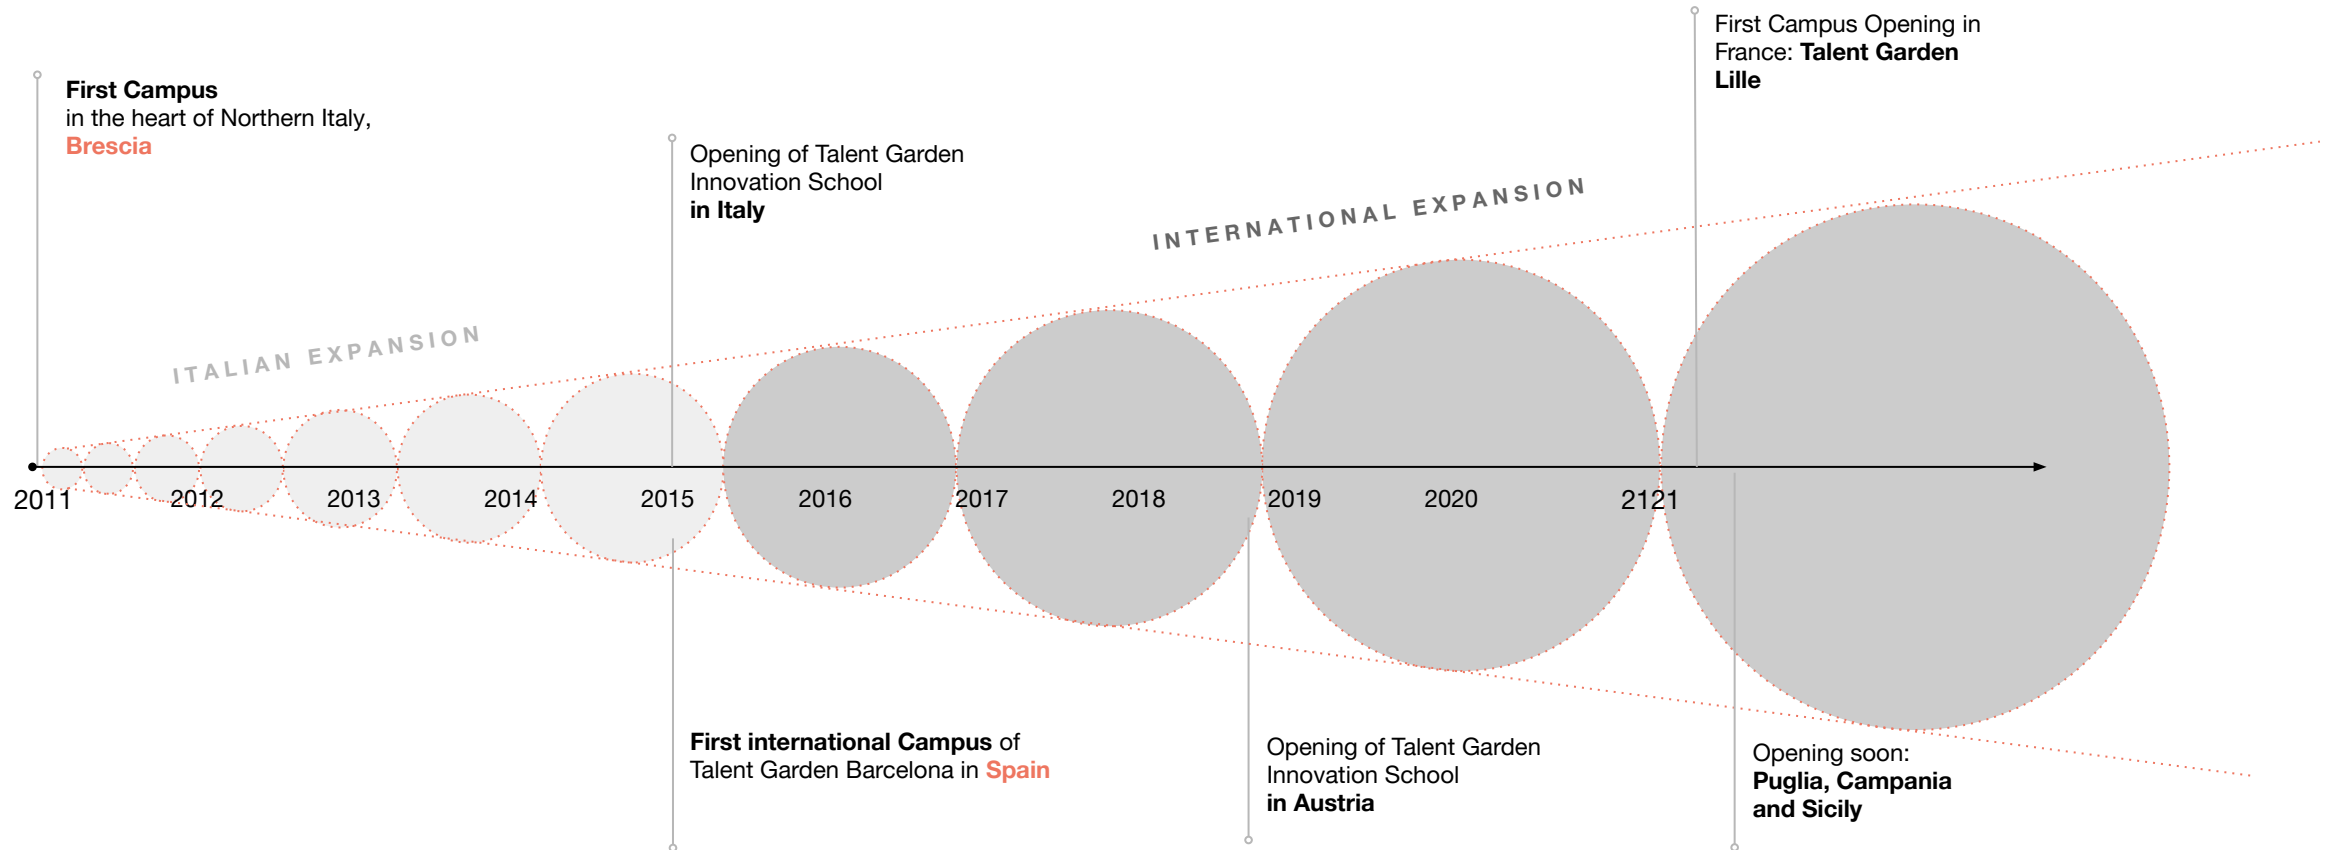 First Campus
in the heart of Northern Italy,
Brescia
Opening of Talent Garden
Innovation School
in Italy
First Campus Opening in
France: Talent Garden
Lille
ITALIAN EXPANSION
INTERNATIONAL EXPANSION
2011 2012 2013 2014 2015 2016 2017 2018 2019 2020 2121
First international Campus of
Talent Garden Barcelona in Spain
Opening of Talent Garden
Innovation School
in Austria
Opening soon:
Puglia, Campania
and Sicily